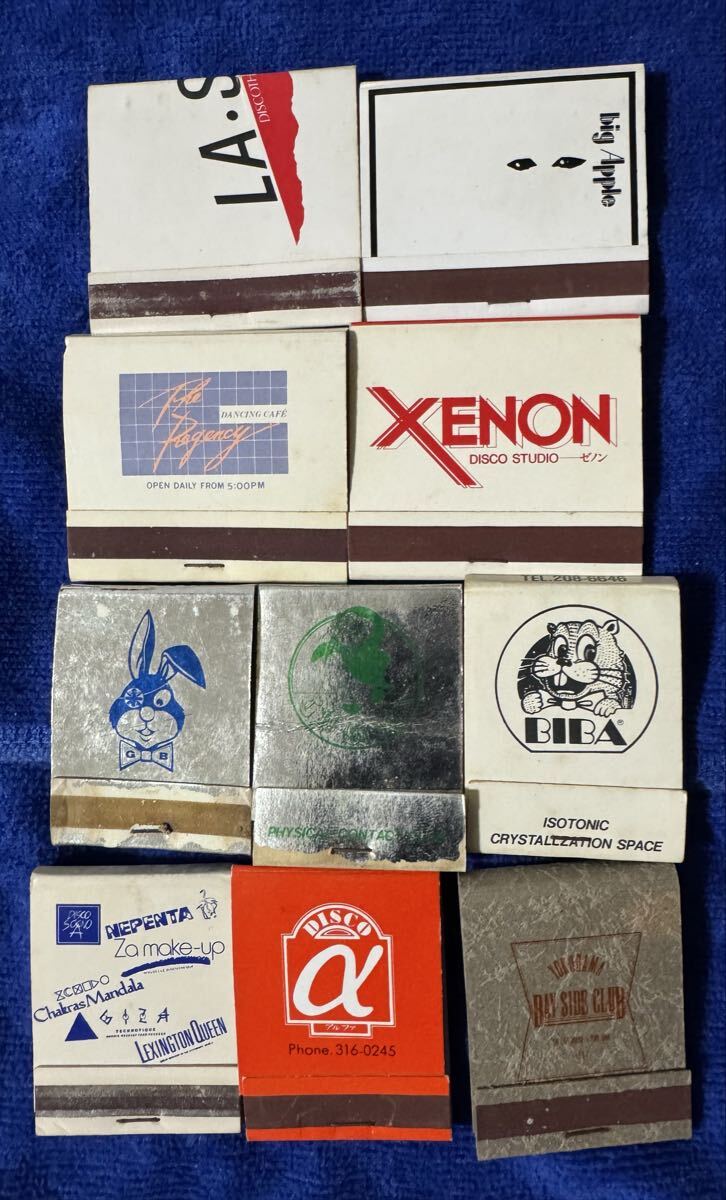 LA·S
DISCOTH
big Apple
The
Regency
DANCING CAFÉ
OPEN DAILY FROM 5:00PM
XENON
DISCO STUDIO — ゼノン
G B
PHYSICAL CONTACT
TEL.208-6646
BIBA®
ISOTONIC
CRYSTALLZATION SPACE
DISCO
NEPENTA
Za make-up
Chakras Mandala
GIZA
TECHNOTIQUE
LEXINGTON QUEEN
DISCO
α
アルファ
Phone. 316-0245
YOKOHAMA
BAY SIDE CLUB